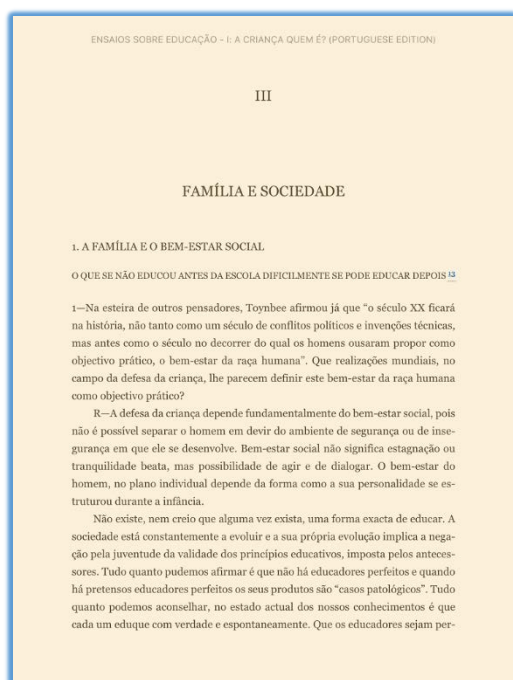 ENSAIOS SOBRE EDUCAÇÃO - I: A CRIANÇA QUEM É? (PORTUGUESE EDITION)
III
FAMÍLIA E SOCIEDADE
1. A FAMÍLIA E O BEM-ESTAR SOCIAL
O QUE SE NÃO EDUCOU ANTES DA ESCOLA DIFICILMENTE SE PODE EDUCAR DEPOIS 13
1—Na esteira de outros pensadores, Toynbee afirmou já que “o século XX ficará
na história, não tanto como um século de conflitos políticos e invenções técnicas,
mas antes como o século no decorrer do qual os homens ousaram propor como
objectivo prático, o bem-estar da raça humana”. Que realizações mundiais, no
campo da defesa da criança, lhe parecem definir este bem-estar da raça humana
como objectivo prático?
R—A defesa da criança depende fundamentalmente do bem-estar social, pois
não é possível separar o homem em devir do ambiente de segurança ou de inse-
gurança em que ele se desenvolve. Bem-estar social não significa estagnação ou
tranquilidade beata, mas possibilidade de agir e de dialogar. O bem-estar do
homem, no plano individual depende da forma como a sua personalidade se es-
truturou durante a infância.
Não existe, nem creio que alguma vez exista, uma forma exacta de educar. A
sociedade está constantemente a evoluir e a sua própria evolução implica a nega-
ção pela juventude da validade dos princípios educativos, imposta pelos anteces-
sores. Tudo quanto pudemos afirmar é que não há educadores perfeitos e quando
há pretensos educadores perfeitos os seus produtos são “casos patológicos”. Tudo
quanto podemos aconselhar, no estado actual dos nossos conhecimentos é que
cada um eduque com verdade e espontaneamente. Que os educadores sejam per-